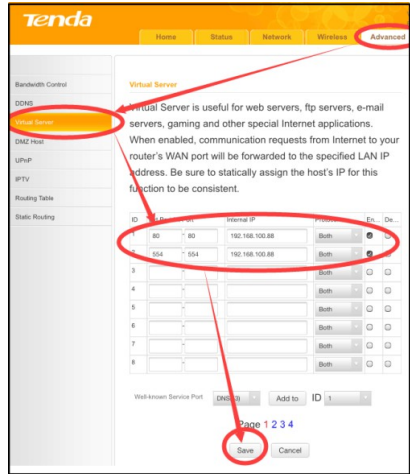 Tenda
Home Status Network Wireless Advanced
Bandwidth Control
DDNS
Virtual Server
DMZ Host
UPnP
IPTV
Routing Table
Static Routing
Virtual Server
Virtual Server is useful for web servers, ftp servers, e-mail
servers, gaming and other special Internet applications.
When enabled, communication requests from Internet to your
router's WAN port will be forwarded to the specified LAN IP
address. Be sure to statically assign the host's IP for this
function to be consistent.
ID Internal IP En... De...
1 80 - 80 192.168.100.88 Both
2 554 - 554 192.168.100.88 Both
3 - Both
4 - Both
5 - Both
6 - Both
7 - Both
8 - Both
Well-known Service Port Add to ID 1
Page 1 2 3 4
Save Cancel